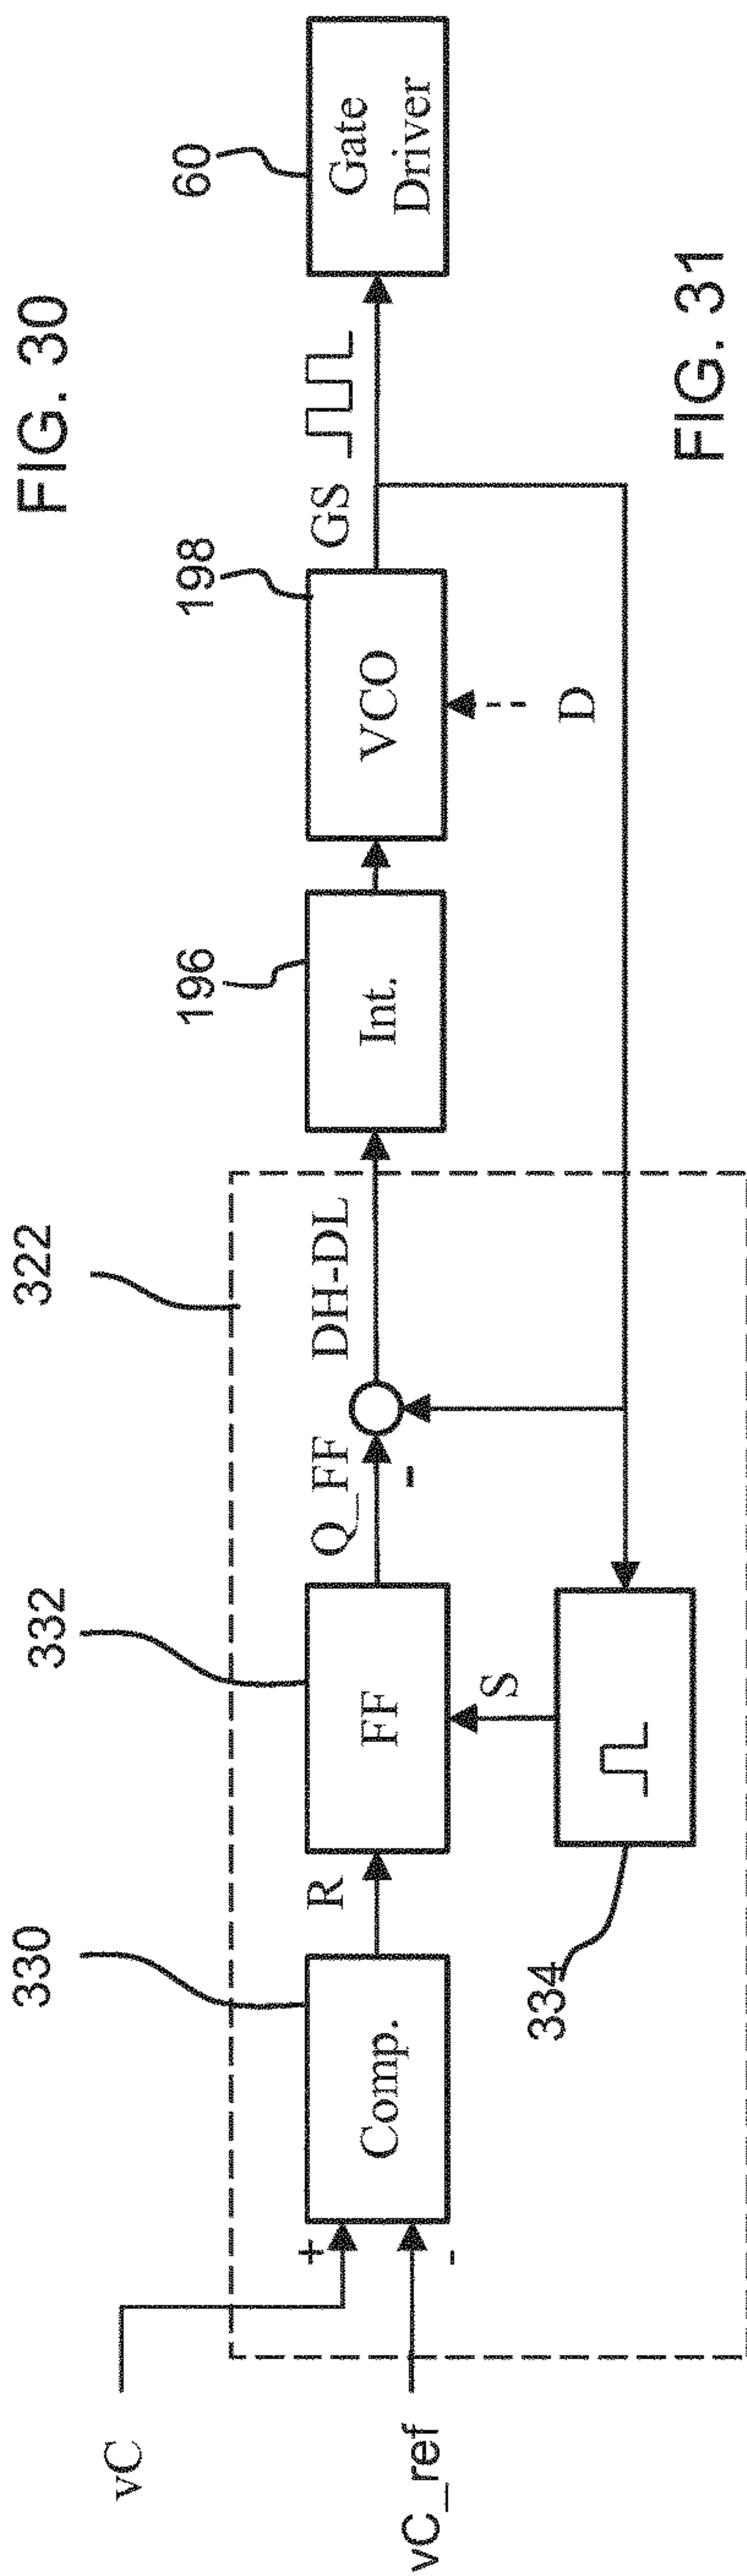 FIG. 30
322
332
330
196
198
60
vC
vC_ref
+
-
Comp.
R
FF
S
334
Q_FF
-
DH-DL
Int.
VCO
D
GS
Gate
Driver
FIG. 31